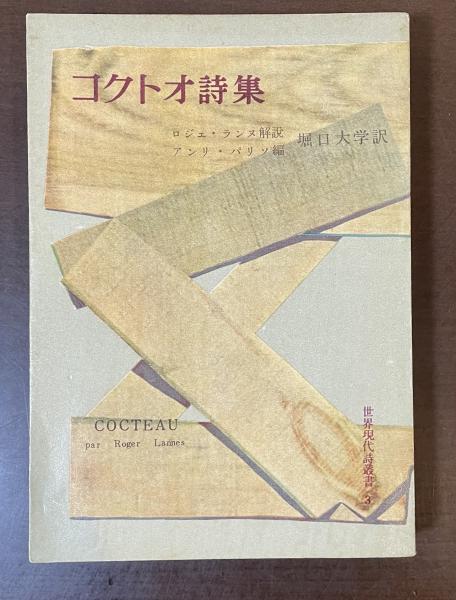 コクトオ詩集
ロジェ・ランヌ解説
アンリ・パリソ編
堀口大学訳
COCTEAU
par Roger Lannes
世界現代詩叢書 3